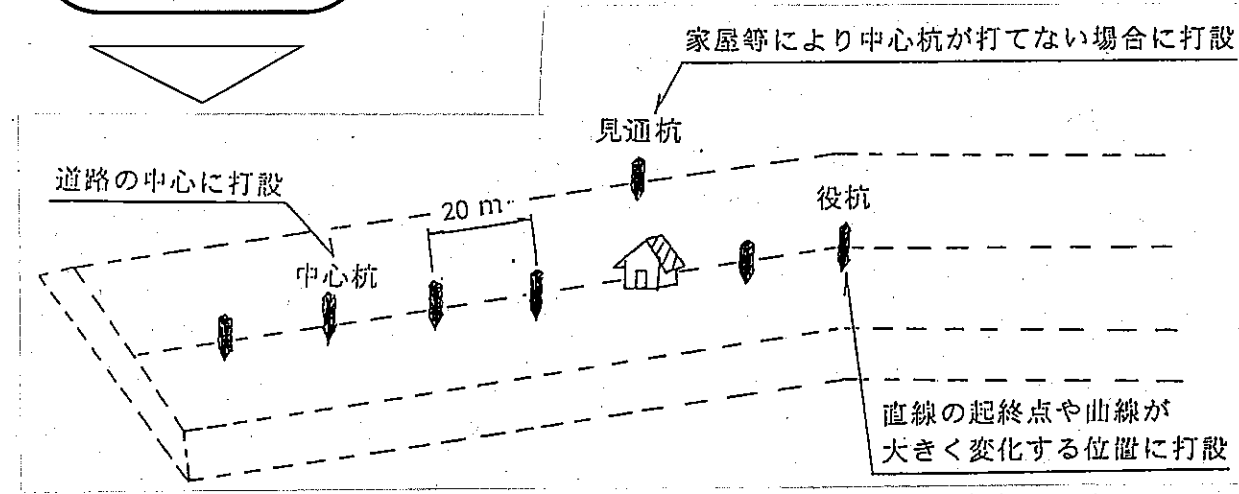 家屋等により中心杭が打てない場合に打設
見通杭
道路の中心に打設
役杭
20 m
中心杭
直線の起終点や曲線が
大きく変化する位置に打設